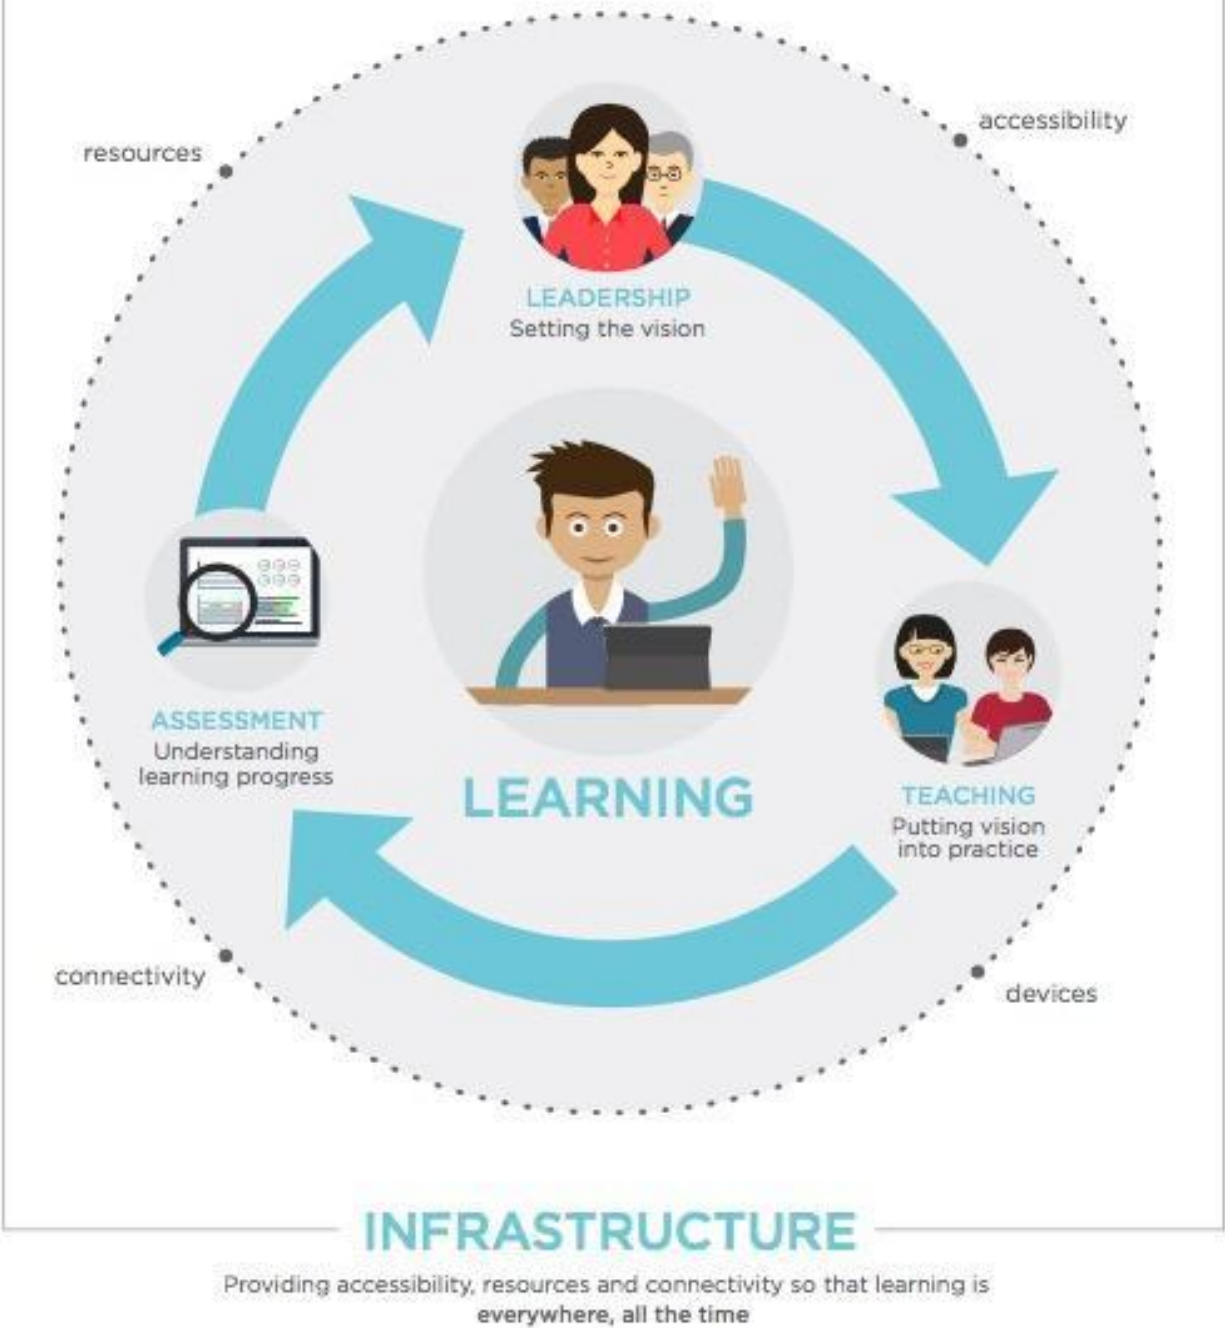 accessibility
resources
LEADERSHIP
Setting the vision
ASSESSMENT
Understanding
learning progress
LEARNING
TEACHING
Putting vision
into practice
connectivity
devices
INFRASTRUCTURE
Providing accessibility, resources and connectivity so that learning is
everywhere, all the time